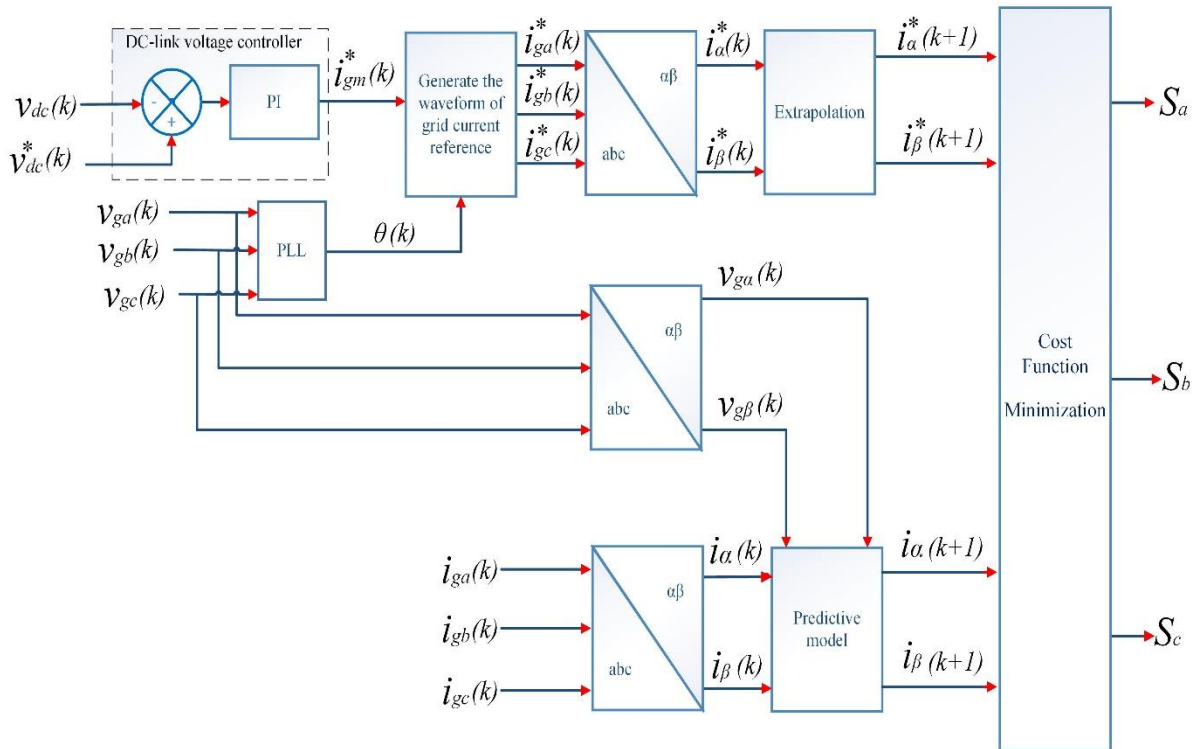 DC-link voltage controller
v_dc(k)
v*_dc(k)
-
+
PI
i*_gm(k)
Generate the
waveform of
grid current
reference
i*_ga(k)
i*_gb(k)
i*_gc(k)
αβ
abc
i*_α(k)
i*_β(k)
Extrapolation
i*_α(k+1)
i*_β(k+1)
v_ga(k)
v_gb(k)
v_gc(k)
PLL
θ(k)
αβ
abc
v_gα(k)
v_gβ(k)
i_ga(k)
i_gb(k)
i_gc(k)
αβ
abc
i_α(k)
i_β(k)
Predictive
model
i_α(k+1)
i_β(k+1)
Cost
Function
Minimization
S_a
S_b
S_c